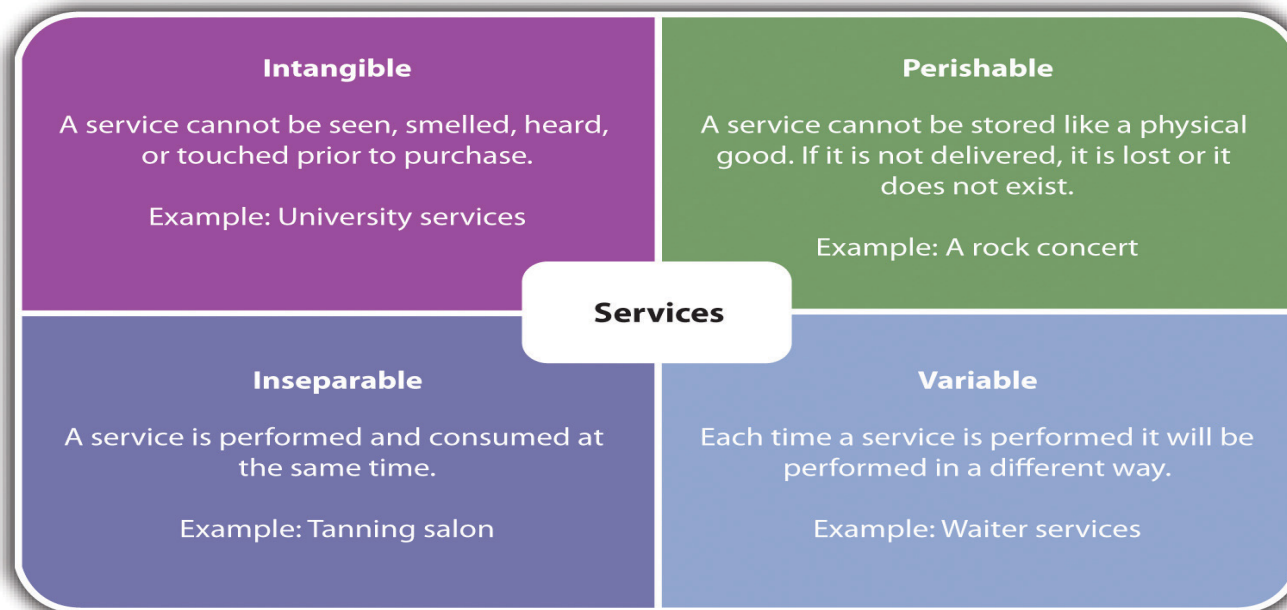 Intangible
A service cannot be seen, smelled, heard,
or touched prior to purchase.
Example: University services
Perishable
A service cannot be stored like a physical
good. If it is not delivered, it is lost or it
does not exist.
Example: A rock concert
Services
Inseparable
A service is performed and consumed at
the same time.
Example: Tanning salon
Variable
Each time a service is performed it will be
performed in a different way.
Example: Waiter services